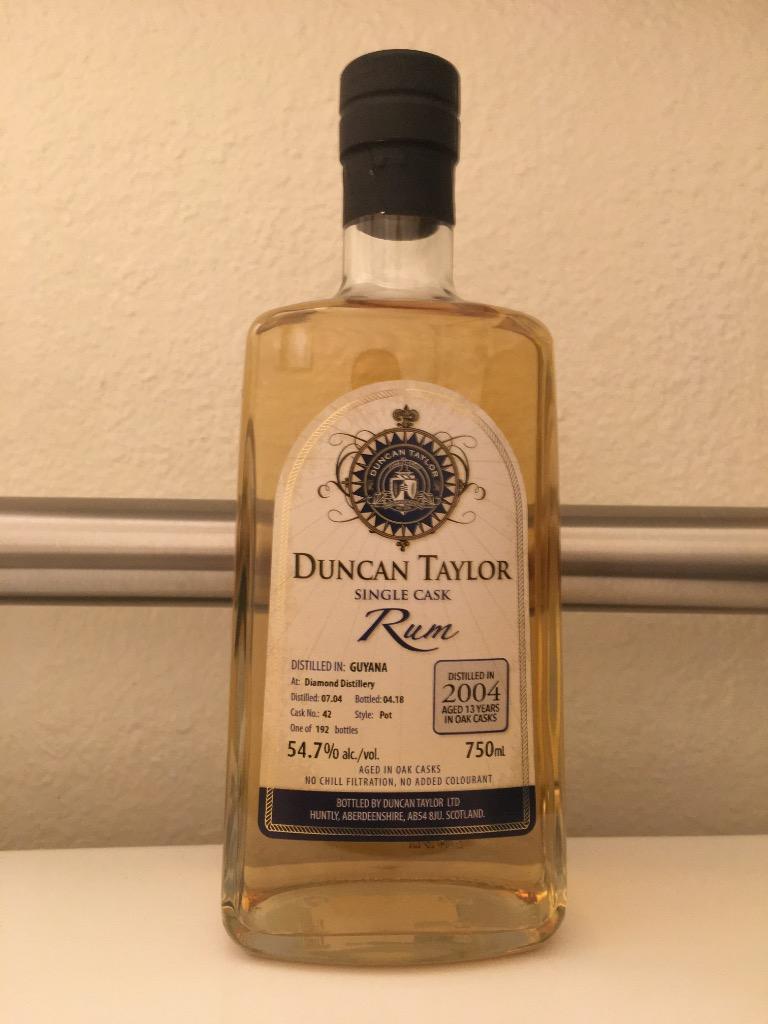 DUNCAN TAYLOR
DUNCAN TAYLOR
SINGLE CASK
Rum
DISTILLED IN: GUYANA
At: Diamond Distillery
Distilled: 07.04 Bottled: 04.18
Cask No.: 42 Style: Pot
One of 192 bottles
DISTILLED IN
2004
AGED 13 YEARS
IN OAK CASKS
54.7% alc./vol. 750mL
AGED IN OAK CASKS
NO CHILL FILTRATION, NO ADDED COLOURANT
BOTTLED BY DUNCAN TAYLOR LTD
HUNTLY, ABERDEENSHIRE, AB54 8JU. SCOTLAND.